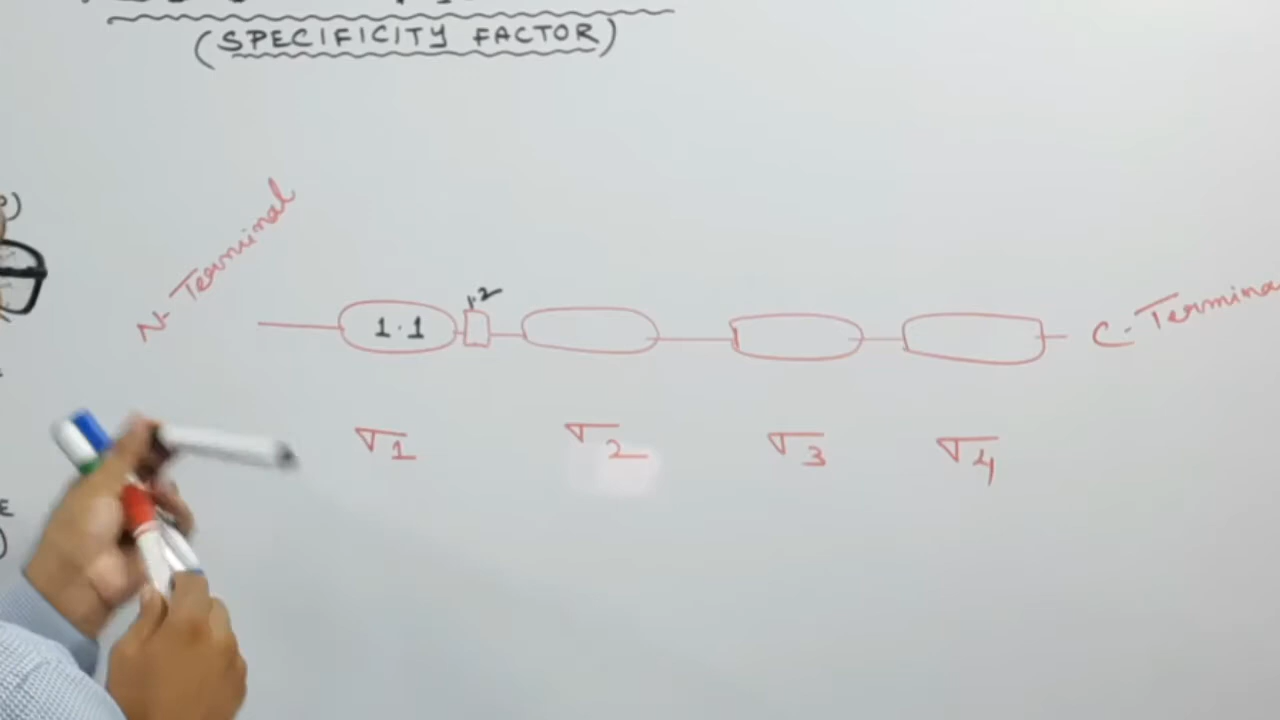 (SPECIFICITY FACTOR)
N-Terminal
1.1
1.2
C-Terminal
σ1
σ2
σ3
σ4